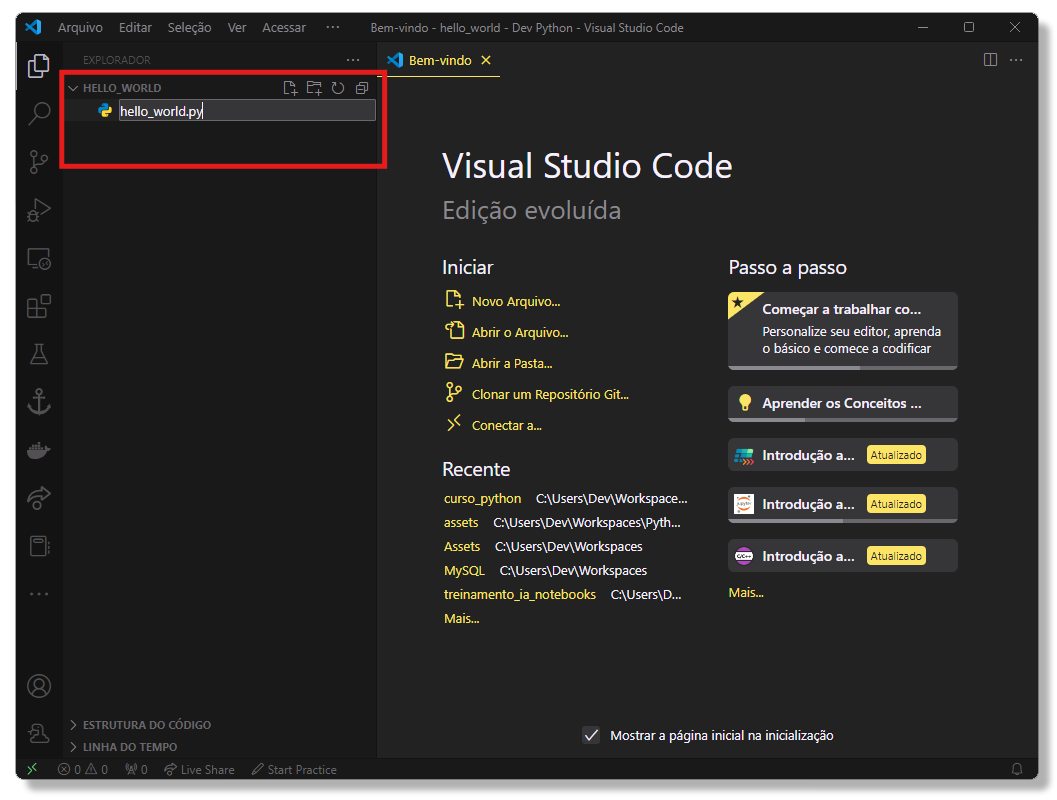 Arquivo Editar Seleção Ver Acessar ··· Bem-vindo - hello_world - Dev Python - Visual Studio Code
EXPLORADOR ···
HELLO_WORLD
hello_world.py
Bem-vindo
Visual Studio Code
Edição evoluída
Iniciar
Novo Arquivo...
Abrir o Arquivo...
Abrir a Pasta...
Clonar um Repositório Git...
Conectar a...
Recente
curso_python C:\Users\Dev\Workspace...
assets C:\Users\Dev\Workspaces\Pyth...
Assets C:\Users\Dev\Workspaces
MySQL C:\Users\Dev\Workspaces
treinamento_ia_notebooks C:\Users\D...
Mais...
Passo a passo
Começar a trabalhar co...
Personalize seu editor, aprenda
o básico e comece a codificar
Aprender os Conceitos ...
Introdução a... Atualizado
jupyter Introdução a... Atualizado
C/C++ Introdução a... Atualizado
Mais...
Mostrar a página inicial na inicialização
ESTRUTURA DO CÓDIGO
LINHA DO TEMPO
0 0 0 Live Share Start Practice